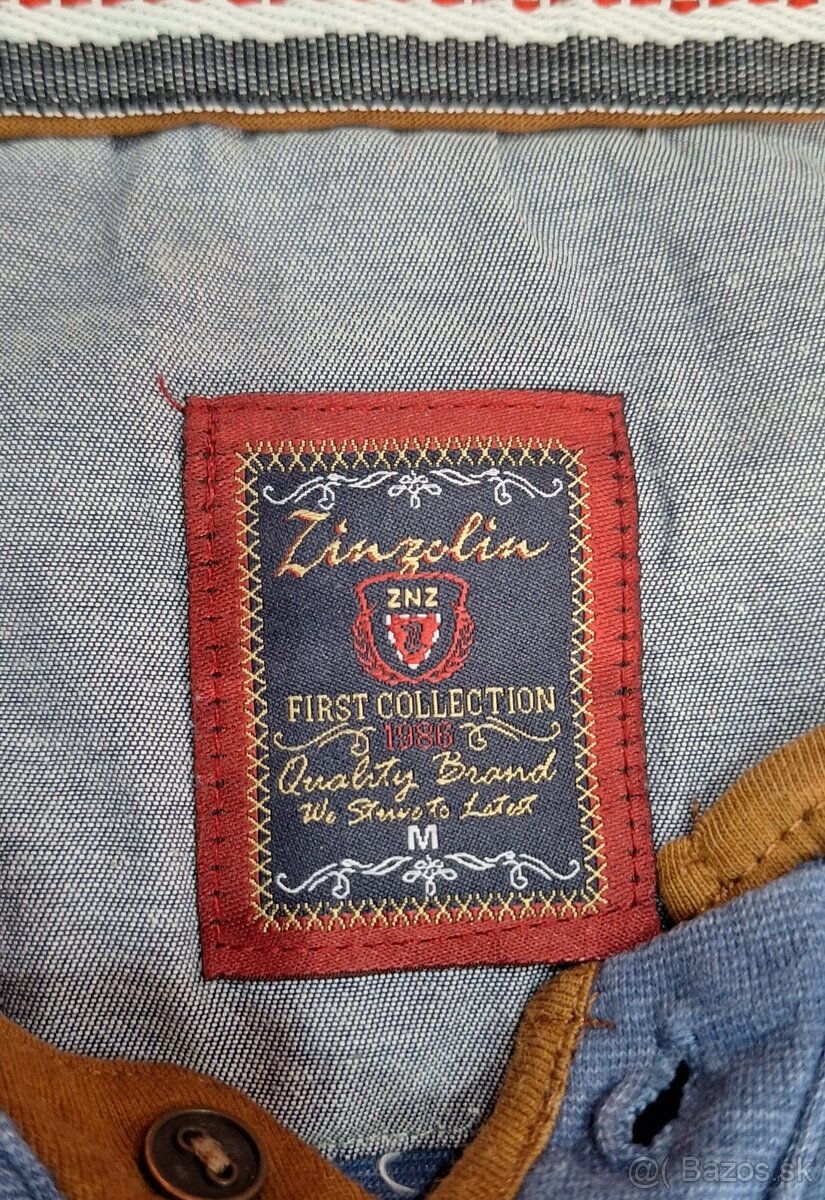 Zinzolin
ZNZ
FIRST COLLECTION
1986
Quality Brand
We Strive to Latest
M
@ Bazos.sk